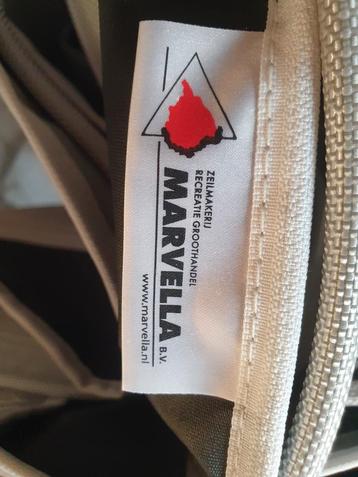 ZEILMAKERIJ
RECREATIE GROOTHANDEL
MARVELLA B.V.
www.marvella.nl